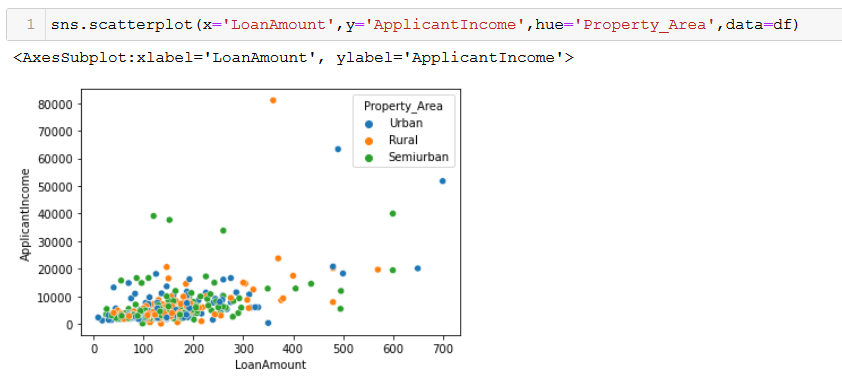 1 sns.scatterplot(x='LoanAmount',y='ApplicantIncome',hue='Property_Area',data=df)
<AxesSubplot:xlabel='LoanAmount', ylabel='ApplicantIncome'>
Property_Area
Urban
Rural
Semiurban
ApplicantIncome
80000
70000
60000
50000
40000
30000
20000
10000
0
0 100 200 300 400 500 600 700
LoanAmount